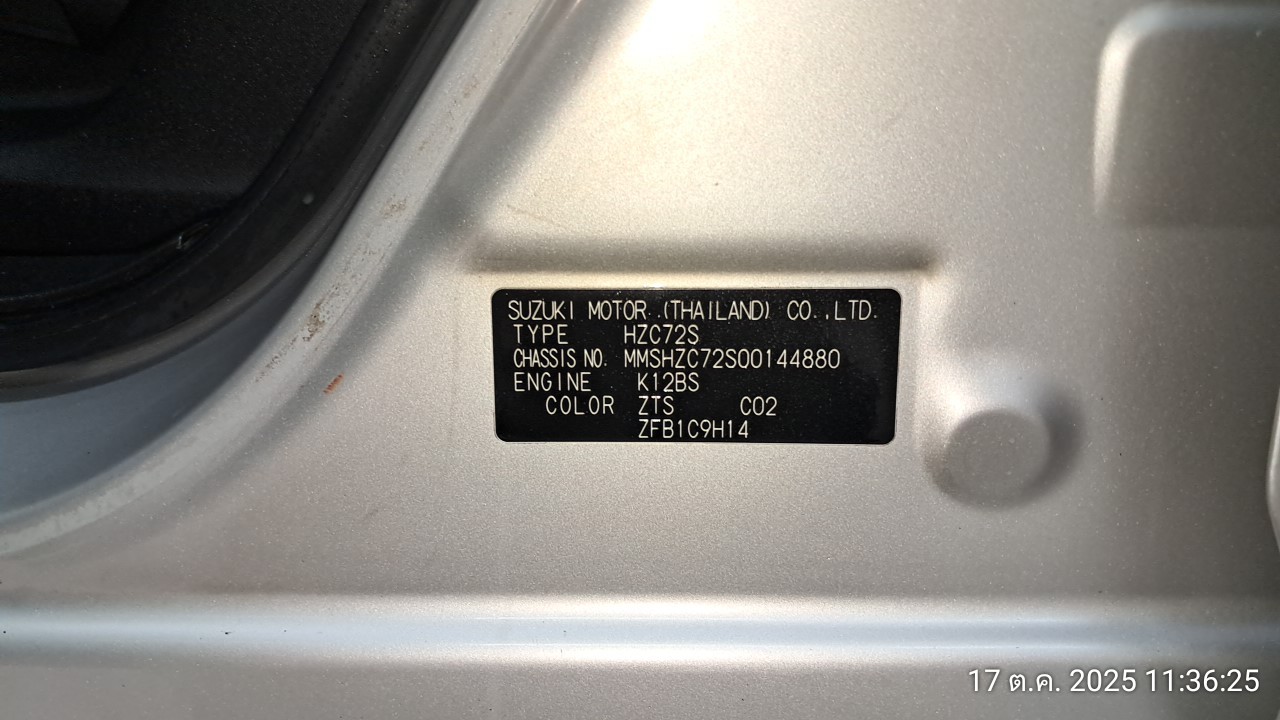 SUZUKI MOTOR (THAILAND) CO.,LTD.
TYPE HZC72S
CHASSIS NO. MMSHZC72S00144880
ENGINE K12BS
COLOR ZTS C02
ZFB1C9H14
17 ต.ค. 2025 11:36:25